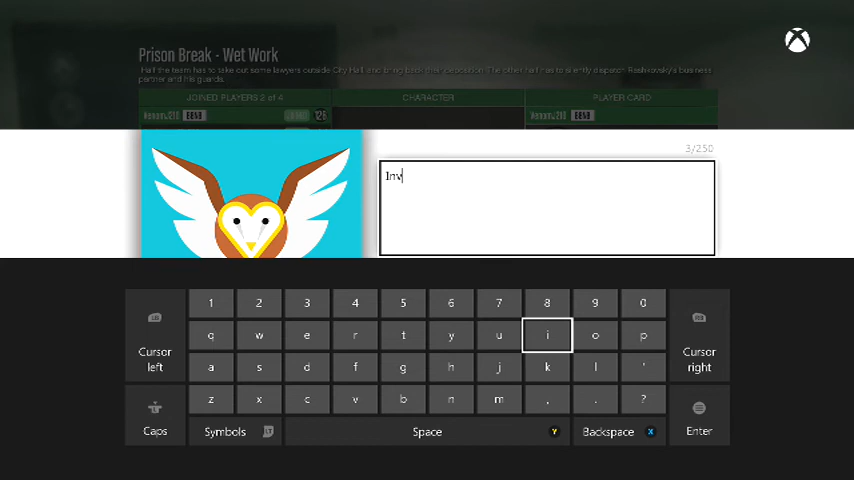 Prison Break - Wet Work
Half the team has to take out some lawyers outside City Hall, and bring back their deposition. The other half has to silently dispatch Rashkovsky's business
partner and his guards.
JOINED PLAYERS 2 of 4
CHARACTER
PLAYER CARD
126
3/250
Inv
1 2 3 4 5 6 7 8 9 0
q w e r t y u i o p
a s d f g h j k l '
z x c v b n m , . ?
Cursor left
Cursor right
Caps
Symbols
Space
Y
Backspace
X
Enter